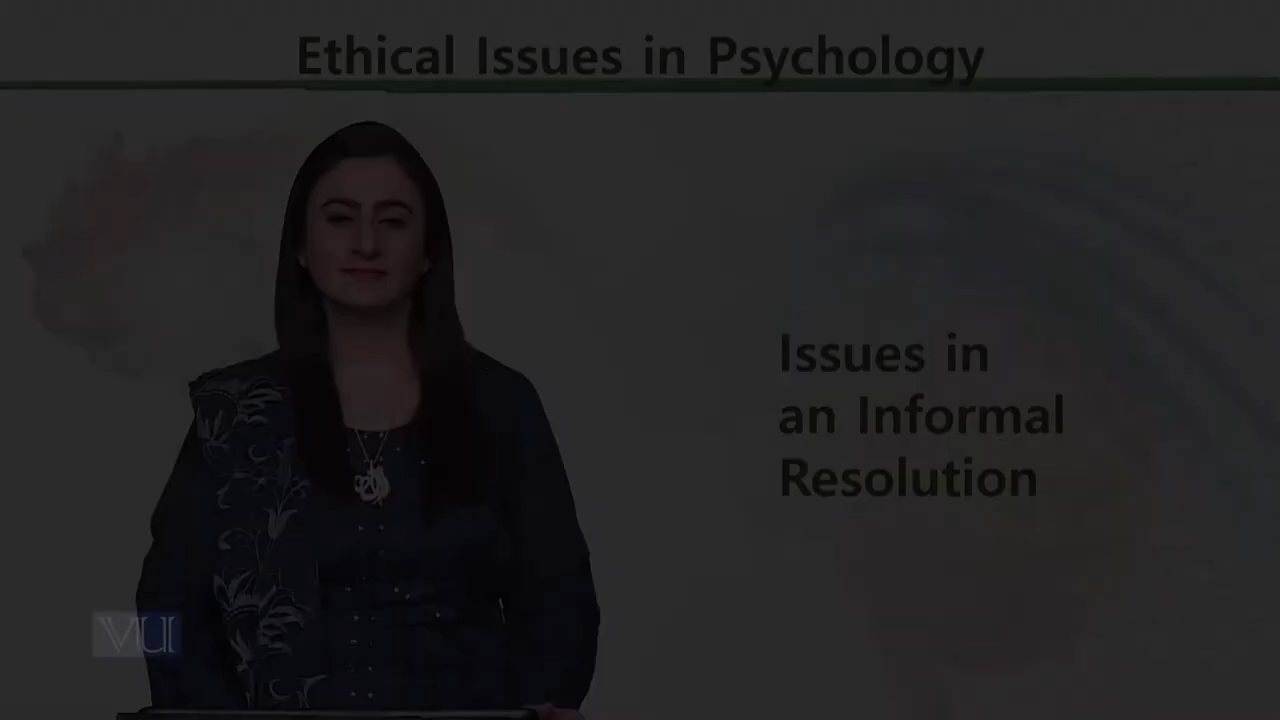 Ethical Issues in Psychology
Issues in
an Informal
Resolution
VU